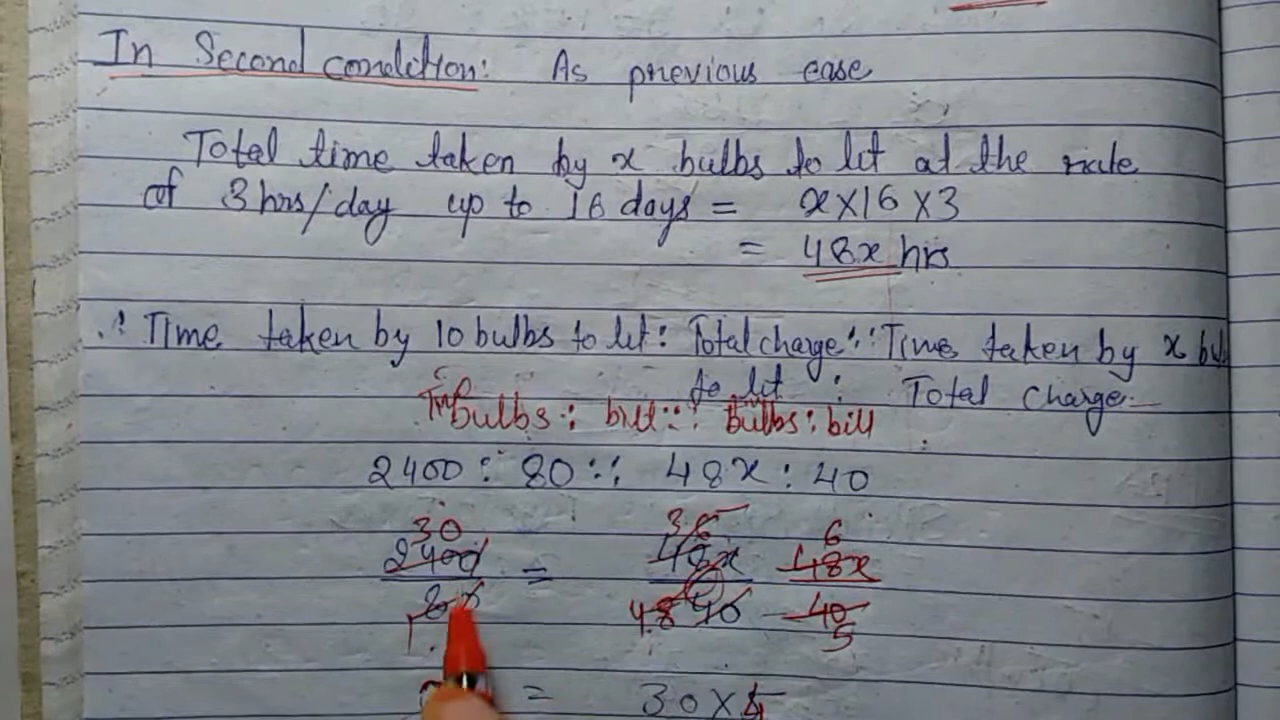 In Second condition: As previous case
Total time taken by x bulbs to lit at the rate
of 3 hrs/day up to 16 days = x×16×3
= 48x hrs
∴ Time taken by 10 bulbs to lit : Total charge :: Time taken by x bul
to lit : Total charge
bulbs : bill :: Bulbs : bill
2400 : 80 :: 48x : 40
30 6
2400 = 48x 48x
80 40 40
1 5
= 30×